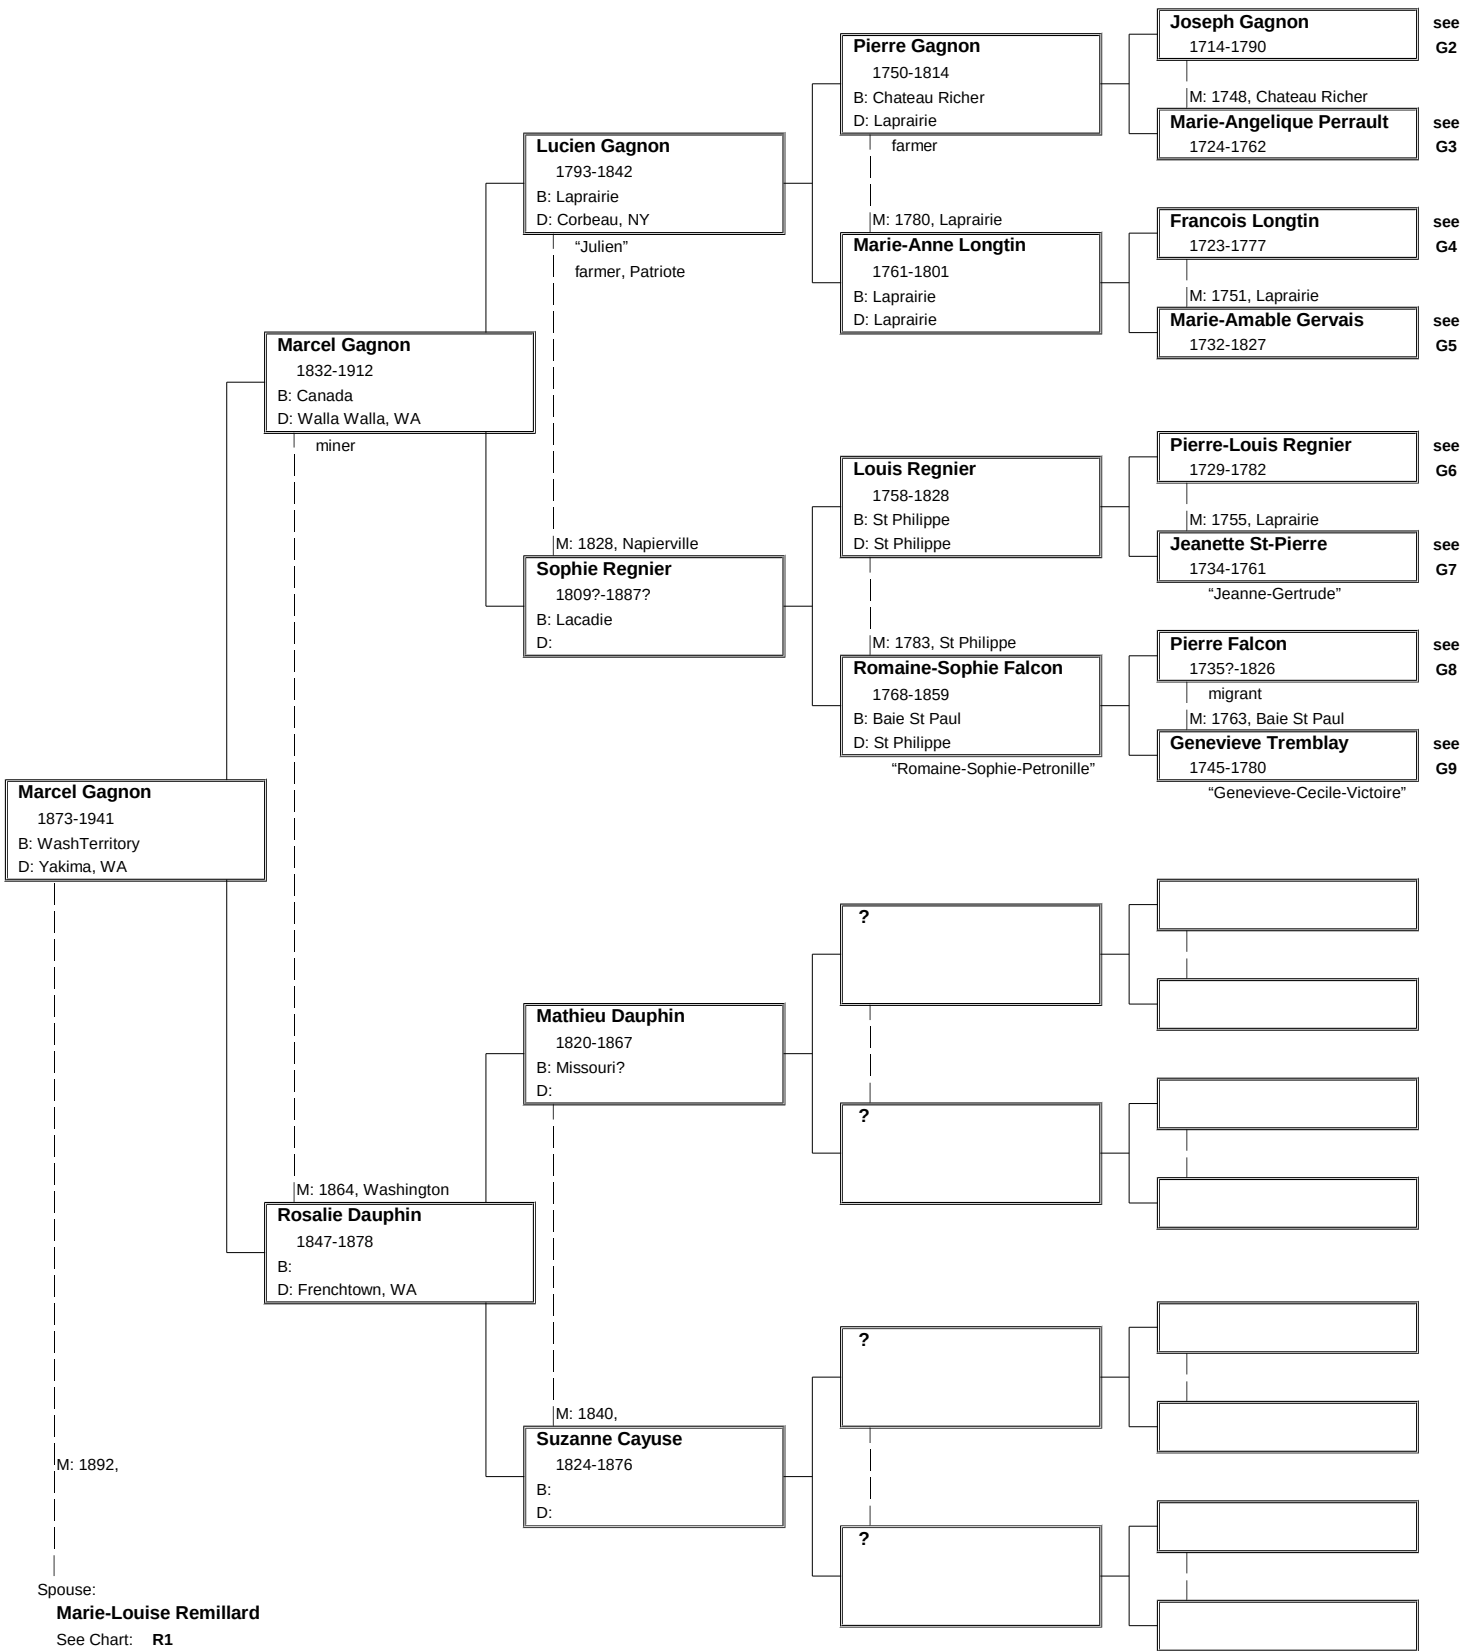 Joseph Gagnon
1714-1790
see
G2
M: 1748, Chateau Richer
Marie-Angelique Perrault
1724-1762
see
G3
Pierre Gagnon
1750-1814
B: Chateau Richer
D: Laprairie
farmer
M: 1780, Laprairie
Marie-Anne Longtin
1761-1801
B: Laprairie
D: Laprairie
Francois Longtin
1723-1777
see
G4
M: 1751, Laprairie
Marie-Amable Gervais
1732-1827
see
G5
Lucien Gagnon
1793-1842
B: Laprairie
D: Corbeau, NY
“Julien”
farmer, Patriote
M: 1828, Napierville
Sophie Regnier
1809?-1887?
B: Lacadie
D:
Louis Regnier
1758-1828
B: St Philippe
D: St Philippe
M: 1783, St Philippe
Romaine-Sophie Falcon
1768-1859
B: Baie St Paul
D: St Philippe
“Romaine-Sophie-Petronille”
Pierre-Louis Regnier
1729-1782
see
G6
M: 1755, Laprairie
Jeanette St-Pierre
1734-1761
see
G7
“Jeanne-Gertrude”
Pierre Falcon
1735?-1826
see
G8
migrant
M: 1763, Baie St Paul
Genevieve Tremblay
1745-1780
see
G9
“Genevieve-Cecile-Victoire”
Marcel Gagnon
1832-1912
B: Canada
D: Walla Walla, WA
miner
M: 1864, Washington
Rosalie Dauphin
1847-1878
B:
D: Frenchtown, WA
Marcel Gagnon
1873-1941
B: WashTerritory
D: Yakima, WA
M: 1892,
Spouse:
Marie-Louise Remillard
See Chart: R1
Mathieu Dauphin
1820-1867
B: Missouri?
D:
M: 1840,
Suzanne Cayuse
1824-1876
B:
D:
?
?
?
?